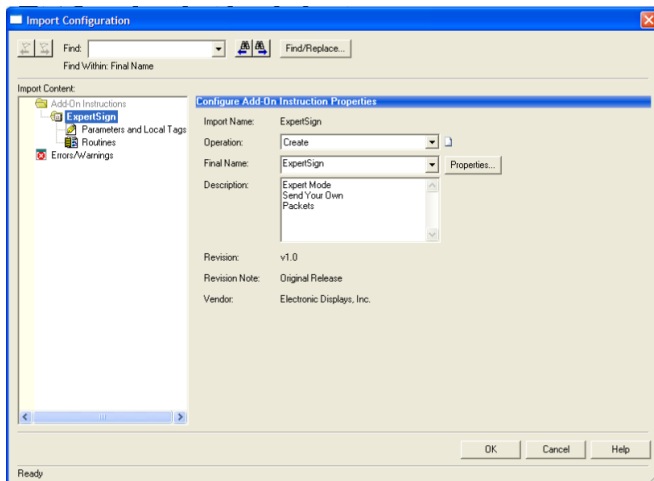 Import Configuration
Find:
Find/Replace...
Find Within: Final Name
Import Content:
Add-On Instructions
ExpertSign
Parameters and Local Tags
Routines
Errors/Warnings
Configure Add-On Instruction Properties
Import Name: ExpertSign
Operation: Create
Final Name: ExpertSign Properties...
Description: Expert Mode
Send Your Own
Packets
Revision: v1.0
Revision Note: Original Release
Vendor: Electronic Displays, Inc.
OK Cancel Help
Ready